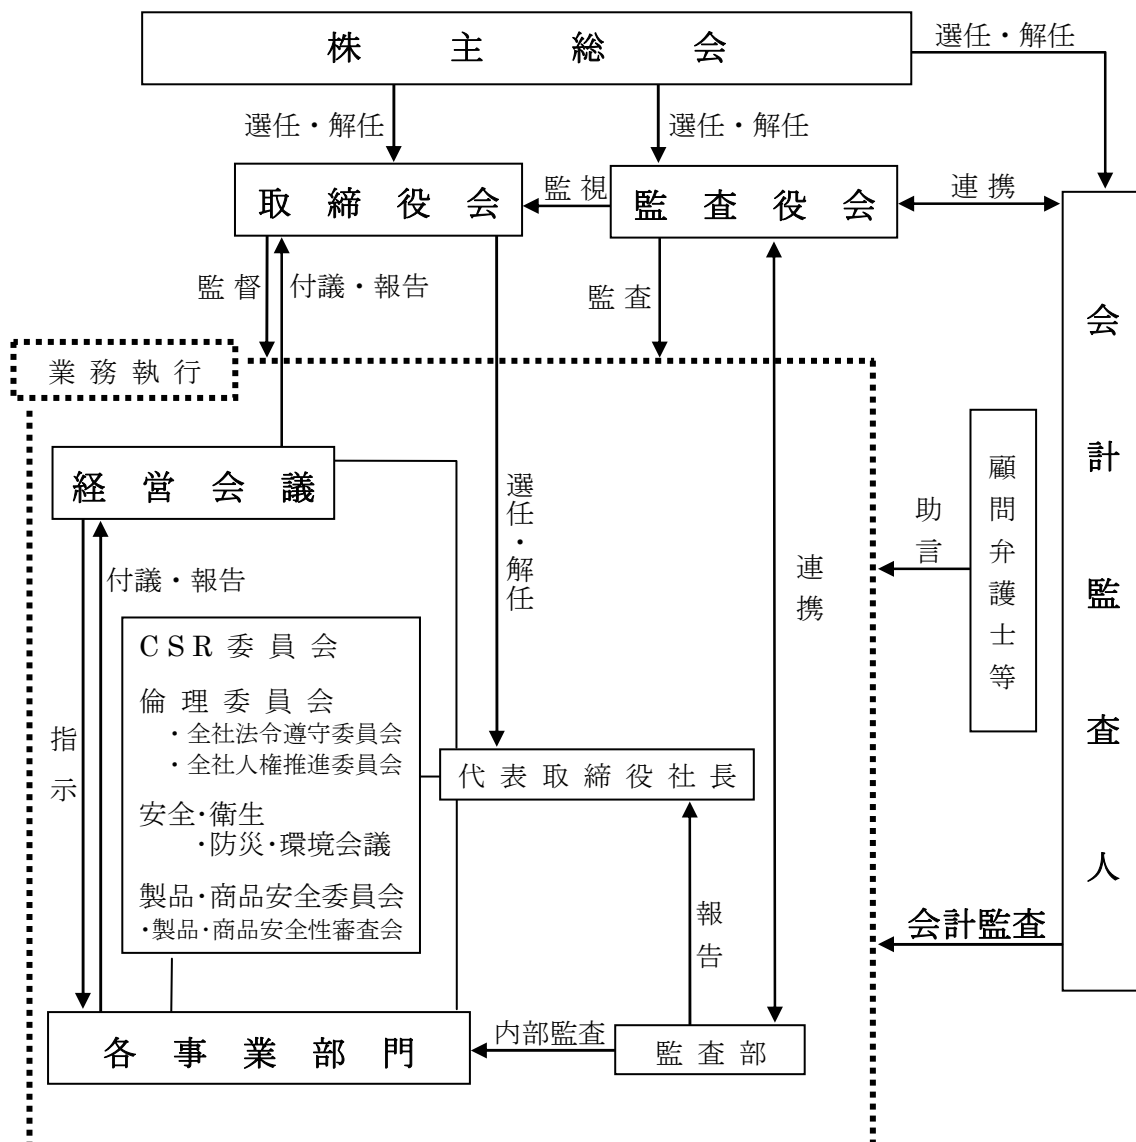 株主総会
選任・解任
選任・解任
選任・解任
取締役会
監視
監査役会
連携
監督
付議・報告
監査
業務執行
会計監査人
経営会議
選任・解任
連携
助言
顧問弁護士等
付議・報告
指示
CSR委員会
倫理委員会
・全社法令遵守委員会
・全社人権推進委員会
安全・衛生
・防災・環境会議
製品・商品安全委員会
・製品・商品安全性審査会
代表取締役社長
報告
会計監査
各事業部門
内部監査
監査部